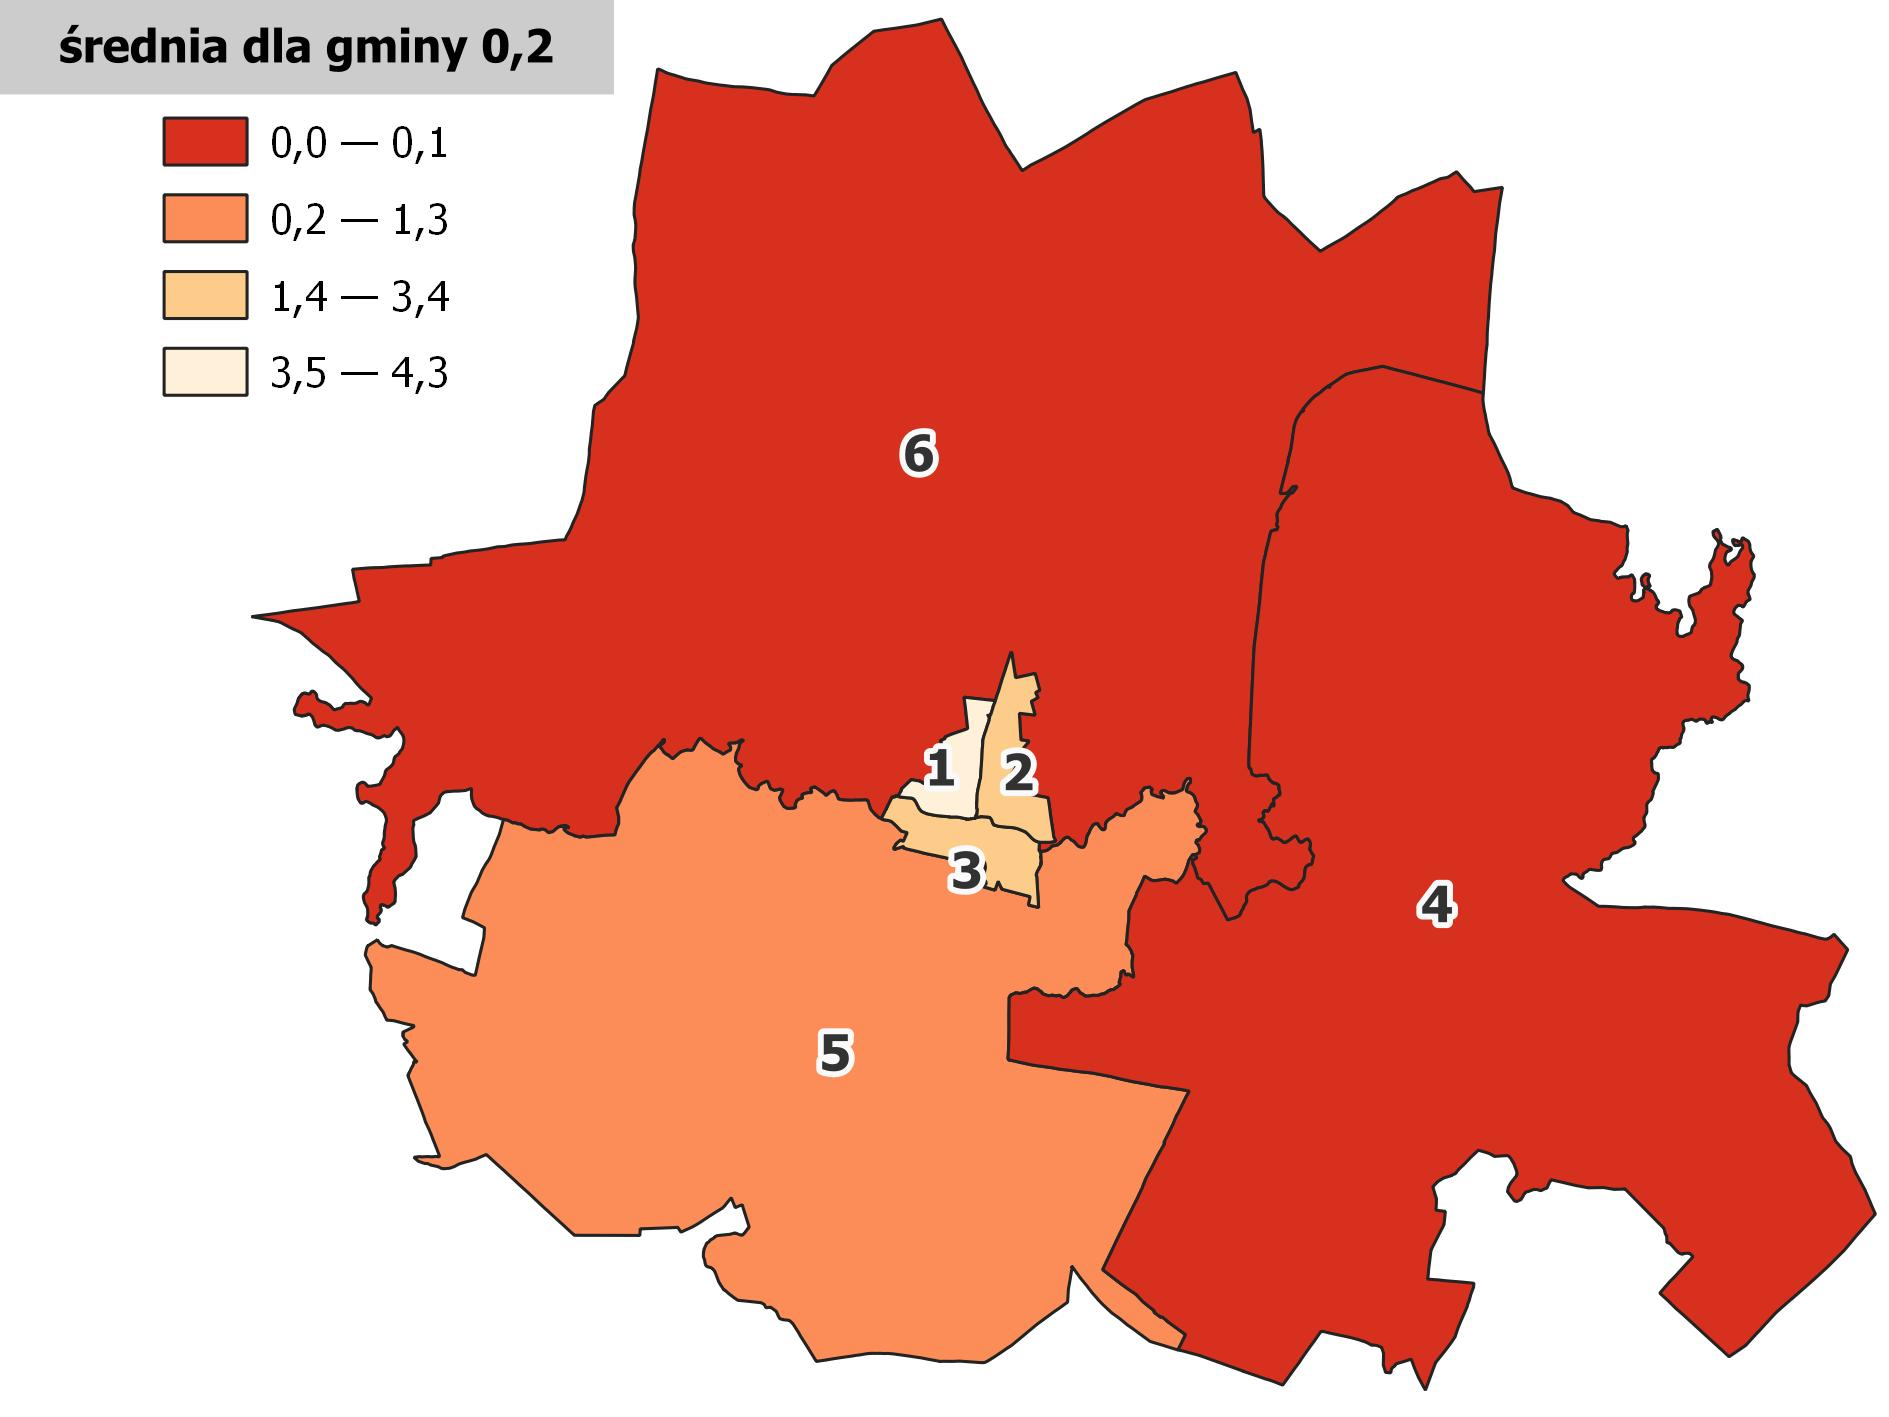 średnia dla gminy 0,2
0,0 — 0,1
0,2 — 1,3
1,4 — 3,4
3,5 — 4,3
6
1
2
3
4
5